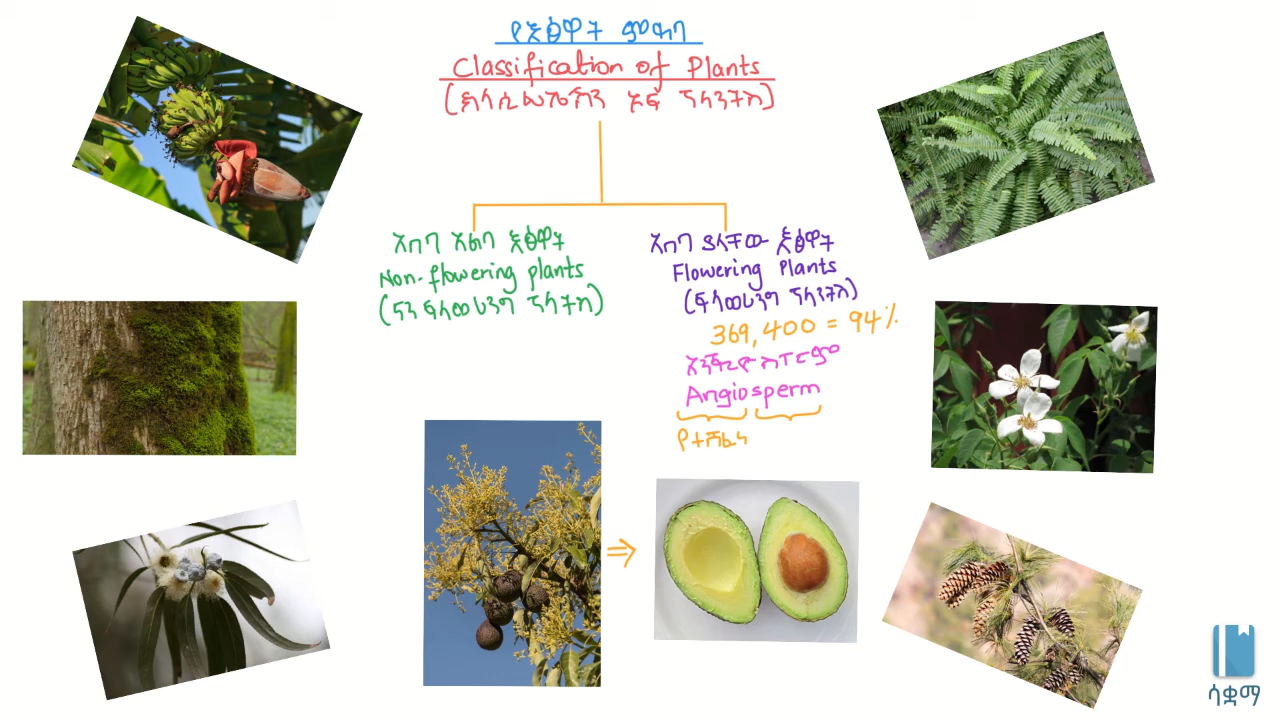 የእፅዋት ምደባ
Classification of Plants
(ክላሲፊኬሽን ኦፍ ፕላንትስ)
አበባ አልባ እፅዋት
Non-flowering plants
(ናን ፍላወሪንግ ፕላትስ)
አበባ ያላቸው እፅዋት
Flowering Plants
(ፍላወሪንግ ፕላንትስ)
369,400 = 94%
አንጂዮስፐርም
Angiosperm
የተሸፈነ
ሳቋማ